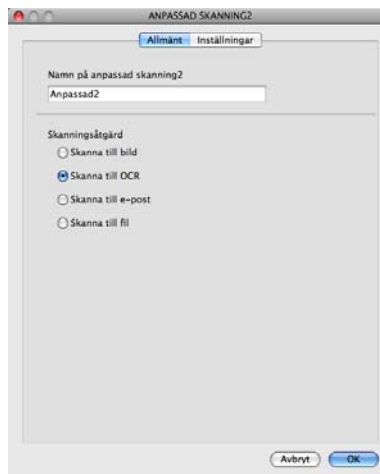 ANPASSAD SKANNING2
Allmänt Inställningar
Namn på anpassad skanning2
Anpassad2
Skanningsåtgärd
Skanna till bild
Skanna till OCR
Skanna till e-post
Skanna till fil
Avbryt OK